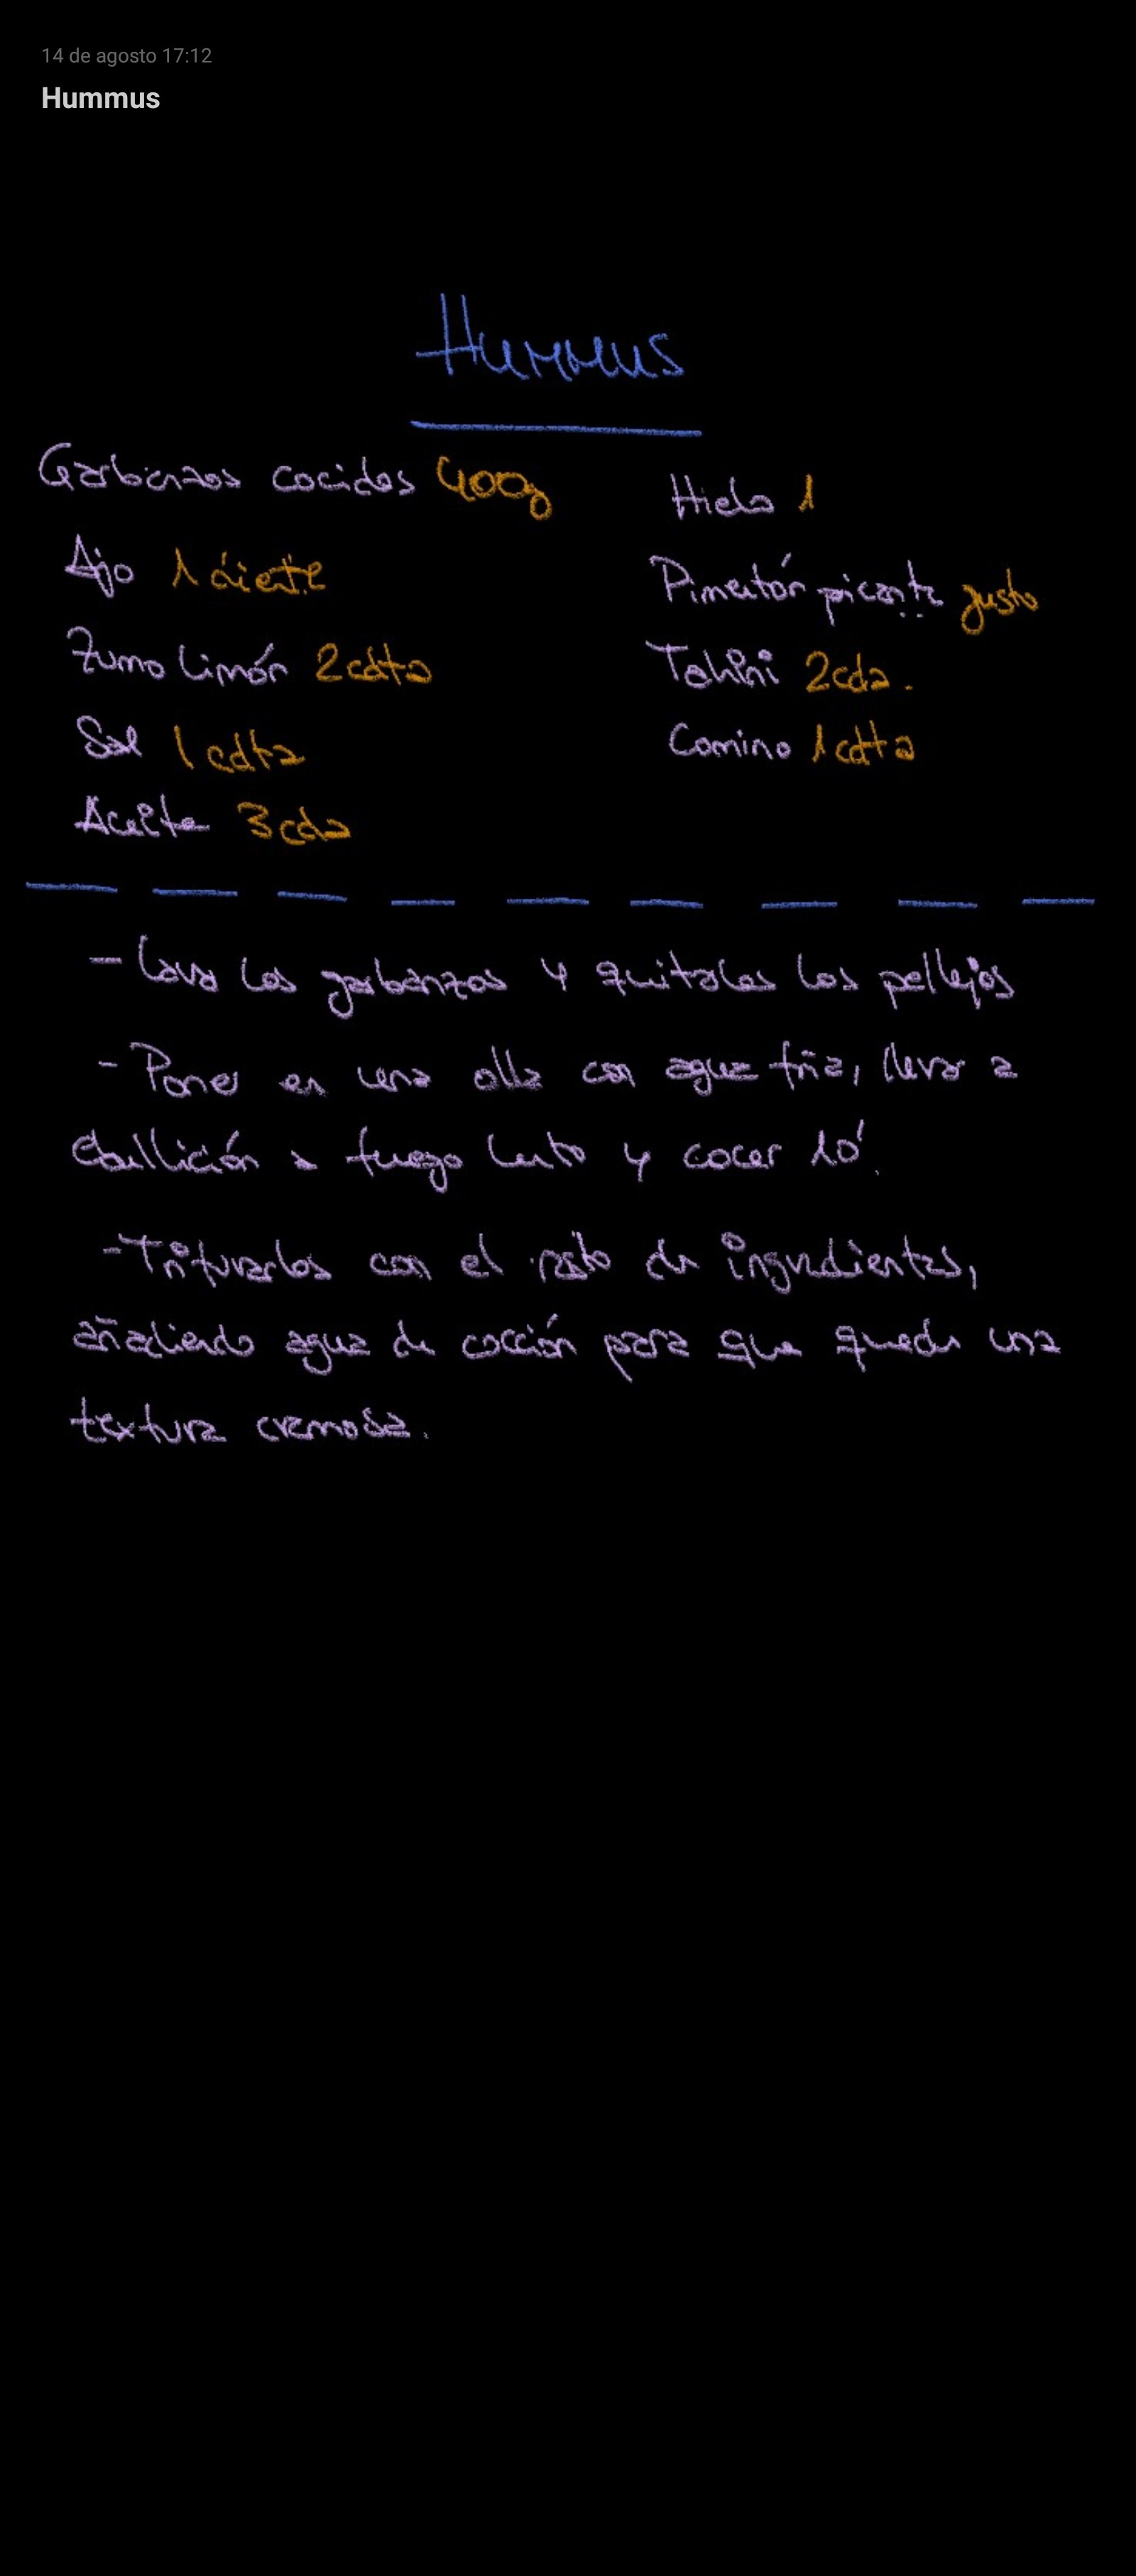 14 de agosto 17:12
Hummus
Hummus
Garbanzos cocidos 400g
Ajo 1 diente
Zumo limón 2 cdta
Sal 1 cdta
Aceite 3 cda
Hielo 1
Pimentón picante gusto
Tahini 2 cda.
Comino 1 cdta
- Lava los garbanzos y quitales los pellejos
- Poner en una olla con agua fría, llevar a
ebullición a fuego lento y cocer 10'.
- Triturarlos con el resto de ingredientes,
añadiendo agua de cocción para que quede una
textura cremosa.